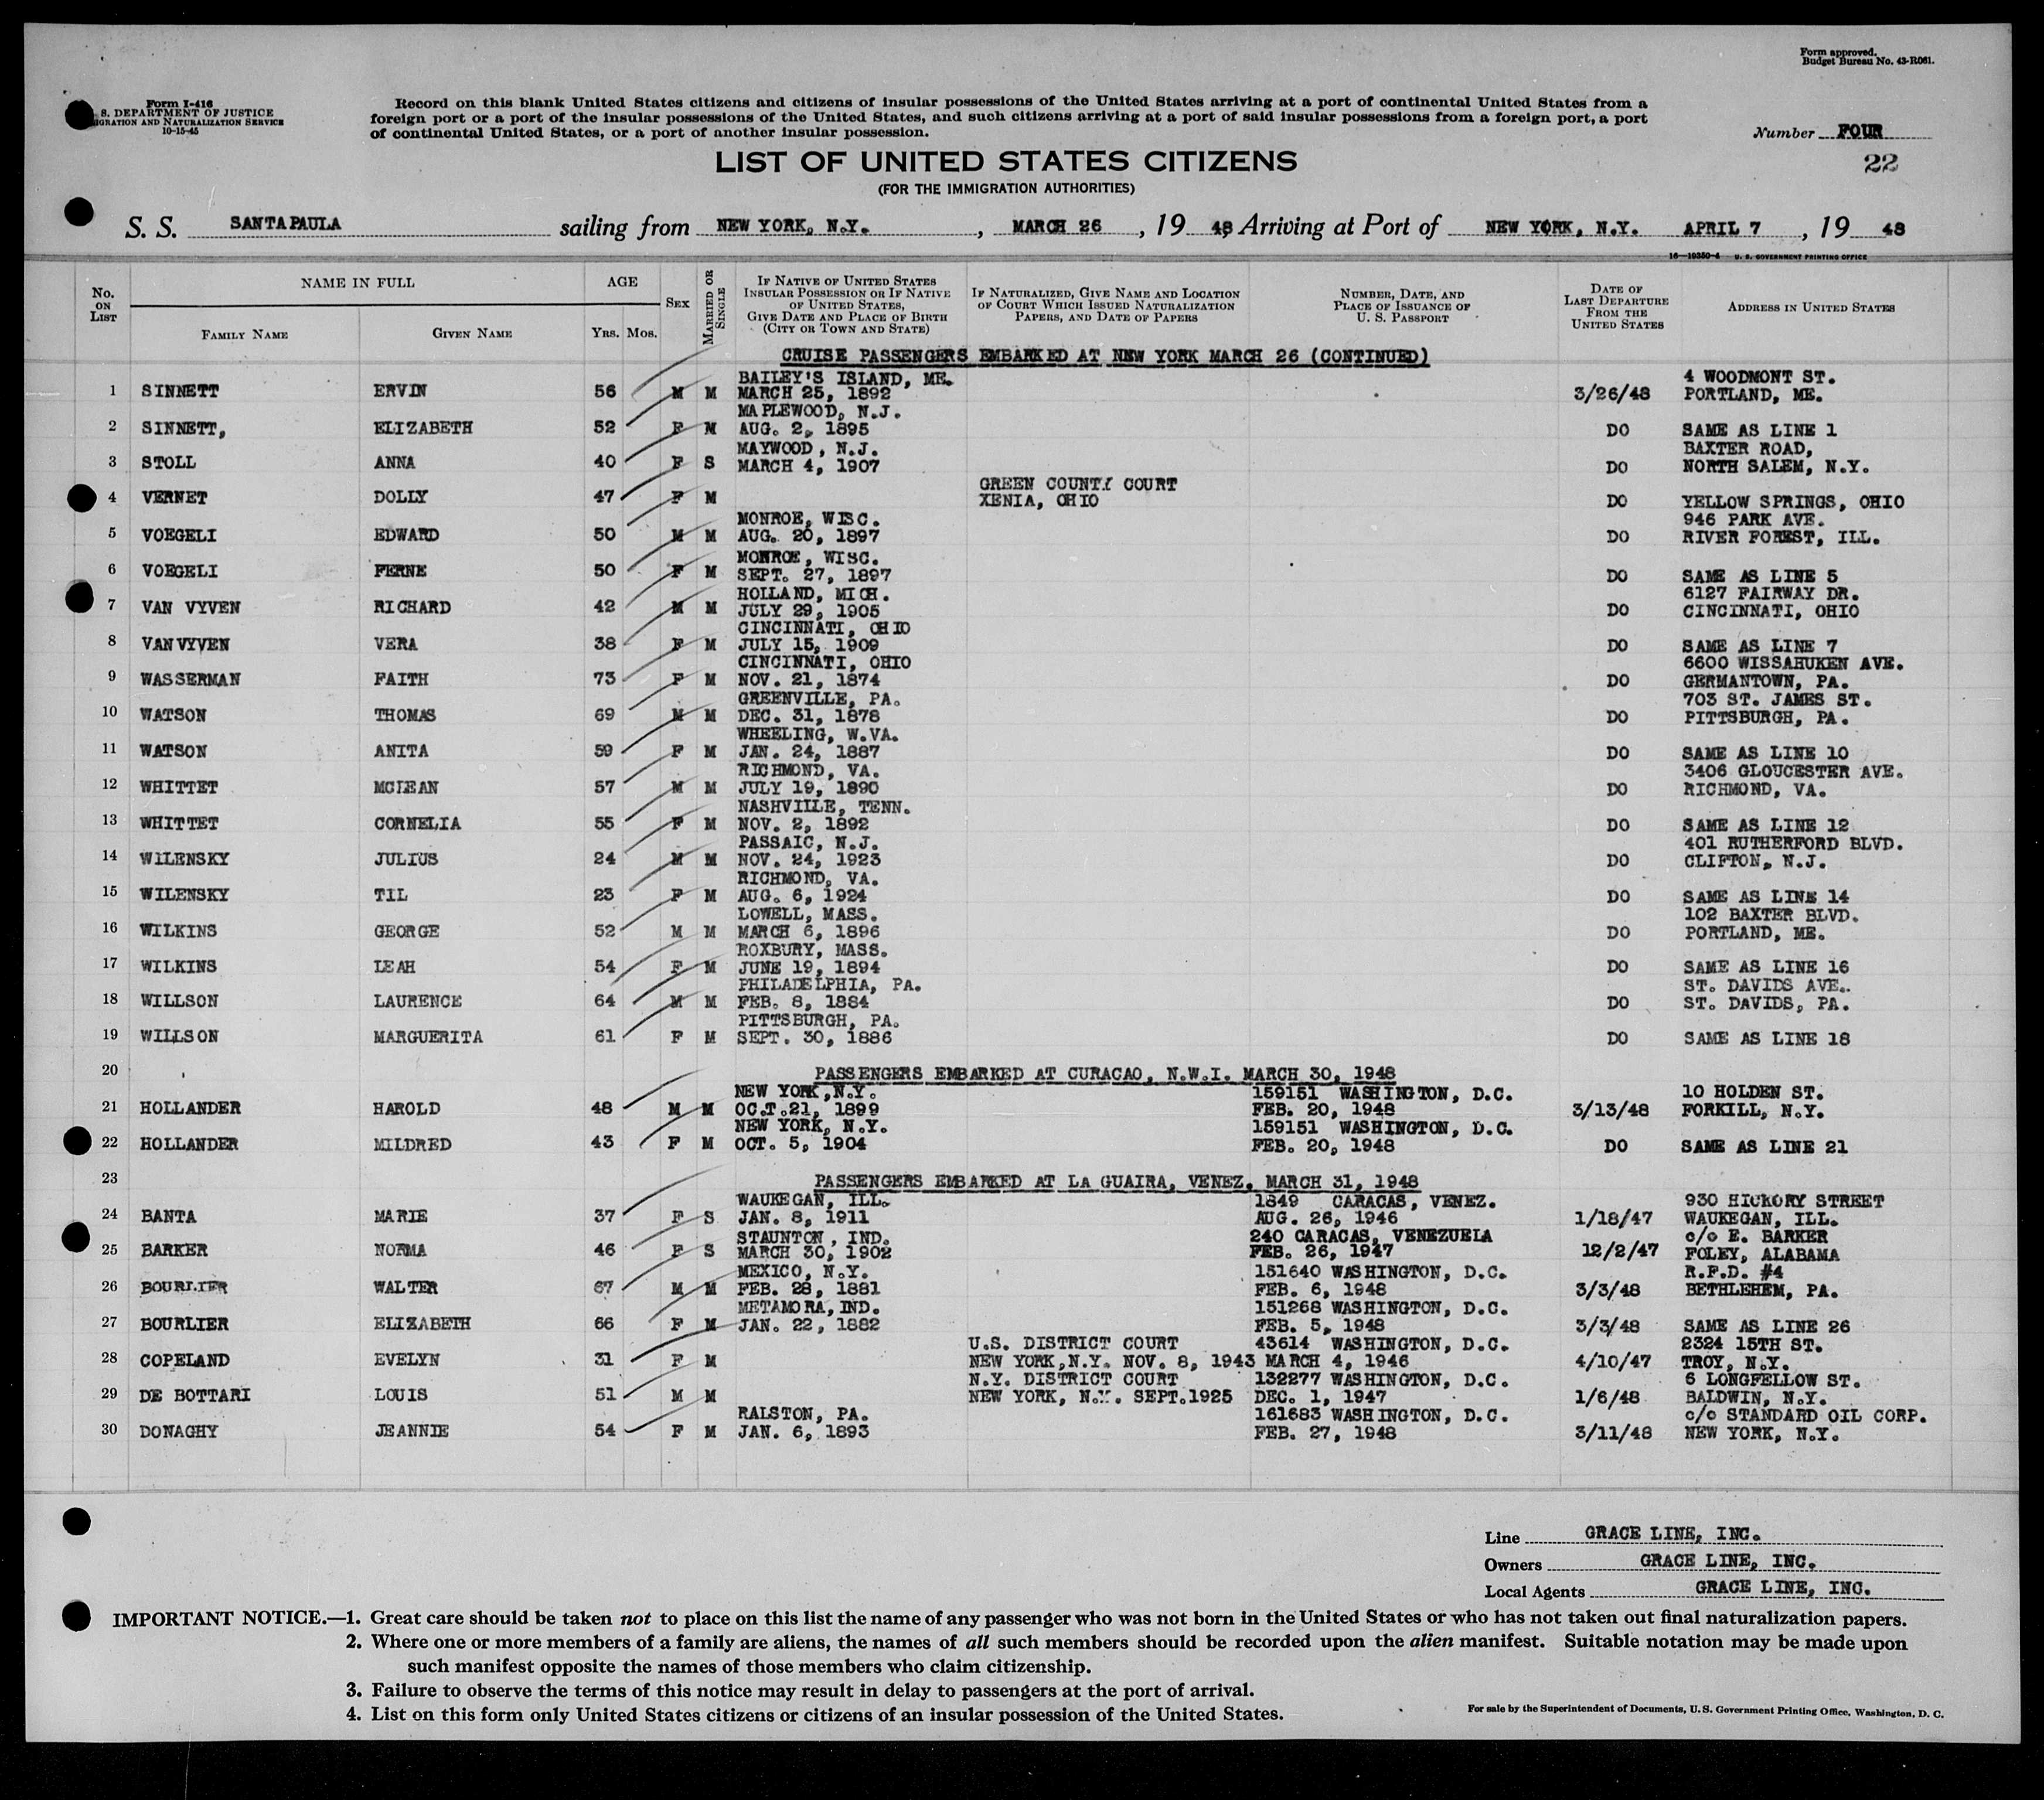 Form approved.
Budget Bureau No. 43-R061.
Form I-416
S. DEPARTMENT OF JUSTICE
IGRATION AND NATURALIZATION SERVICE
10-15-45
Record on this blank United States citizens and citizens of insular possessions of the United States arriving at a port of continental United States from a
foreign port or a port of the insular possessions of the United States, and such citizens arriving at a port of said insular possessions from a foreign port, a port
of continental United States, or a port of another insular possession.
Number FOUR
22
LIST OF UNITED STATES CITIZENS
(FOR THE IMMIGRATION AUTHORITIES)
S. S. SANTA PAULA sailing from NEW YORK, N.Y. , MARCH 26 , 19 48, Arriving at Port of NEW YORK, N.Y. APRIL 7 , 19 48
16—19350-4 U. S. GOVERNMENT PRINTING OFFICE
No. ON LIST
NAME IN FULL
FAMILY NAME GIVEN NAME
AGE
YRS. MOS.
SEX
MARRIED OR SINGLE
IF NATIVE OF UNITED STATES INSULAR POSSESSION OR IF NATIVE OF UNITED STATES, GIVE DATE AND PLACE OF BIRTH (CITY OR TOWN AND STATE)
IF NATURALIZED, GIVE NAME AND LOCATION OF COURT WHICH ISSUED NATURALIZATION PAPERS, AND DATE OF PAPERS
NUMBER, DATE, AND PLACE OF ISSUANCE OF U. S. PASSPORT
DATE OF LAST DEPARTURE FROM THE UNITED STATES
ADDRESS IN UNITED STATES
CRUISE PASSENGERS EMBARKED AT NEW YORK MARCH 26 (CONTINUED)
BAILEY'S ISLAND, ME. 4 WOODMONT ST.
1 SINNETT ERVIN 56 M M MARCH 25, 1892 3/26/48 PORTLAND, ME.
MAPLEWOOD, N.J.
2 SINNETT, ELIZABETH 52 F M AUG. 2, 1895 DO SAME AS LINE 1
MAYWOOD, N.J. BAXTER ROAD,
3 STOLL ANNA 40 F S MARCH 4, 1907 DO NORTH SALEM, N.Y.
GREEN COUNTY COURT
4 VERNET DOLLY 47 F M XENIA, OHIO DO YELLOW SPRINGS, OHIO
MONROE, WISC. 946 PARK AVE.
5 VOEGELI EDWARD 50 M M AUG. 20, 1897 DO RIVER FOREST, ILL.
MONROE, WISC.
6 VOEGELI FERNE 50 F M SEPT. 27, 1897 DO SAME AS LINE 5
HOLLAND, MICH. 6127 FAIRWAY DR.
7 VAN VYVEN RICHARD 42 M M JULY 29, 1905 DO CINCINNATI, OHIO
CINCINNATI, OHIO
8 VAN VYVEN VERA 38 F M JULY 15, 1909 DO SAME AS LINE 7
CINCINNATI, OHIO 6600 WISSAHUKEN AVE.
9 WASSERMAN FAITH 73 F M NOV. 21, 1874 DO GERMANTOWN, PA.
GREENVILLE, PA. 703 ST. JAMES ST.
10 WATSON THOMAS 69 M M DEC. 31, 1878 DO PITTSBURGH, PA.
WHEELING, W.VA.
11 WATSON ANITA 59 F M JAN. 24, 1887 DO SAME AS LINE 10
RICHMOND, VA. 3406 GLOUCESTER AVE.
12 WHITTET MCLEAN 57 M M JULY 19, 1890 DO RICHMOND, VA.
NASHVILLE, TENN.
13 WHITTET CORNELIA 55 F M NOV. 2, 1892 DO SAME AS LINE 12
PASSAIC, N.J. 401 RUTHERFORD BLVD.
14 WILENSKY JULIUS 24 M M NOV. 24, 1923 DO CLIFTON, N.J.
RICHMOND, VA.
15 WILENSKY TIL 23 F M AUG. 6, 1924 DO SAME AS LINE 14
LOWELL, MASS. 102 BAXTER BLVD.
16 WILKINS GEORGE 52 M M MARCH 6, 1896 DO PORTLAND, ME.
ROXBURY, MASS.
17 WILKINS LEAH 54 F M JUNE 19, 1894 DO SAME AS LINE 16
PHILADELPHIA, PA. ST. DAVIDS AVE.
18 WILLSON LAURENCE 64 M M FEB. 8, 1884 DO ST. DAVIDS, PA.
PITTSBURGH, PA.
19 WILLSON MARGUERITA 61 F M SEPT. 30, 1886 DO SAME AS LINE 18
20 PASSENGERS EMBARKED AT CURACAO, N.W.I. MARCH 30, 1948
NEW YORK, N.Y. 159151 WASHINGTON, D.C. 10 HOLDEN ST.
21 HOLLANDER HAROLD 48 M M OC.T.21, 1899 FEB. 20, 1948 3/13/48 FORKILL, N.Y.
NEW YORK, N.Y. 159151 WASHINGTON, D.C.
22 HOLLANDER MILDRED 43 F M OCT. 5, 1904 FEB. 20, 1948 DO SAME AS LINE 21
23 PASSENGERS EMBARKED AT LA GUAIRA, VENEZ. MARCH 31, 1948
WAUKEGAN, ILL. 1849 CARACAS, VENEZ. 930 HICKORY STREET
24 BANTA MARIE 37 F S JAN. 8, 1911 AUG. 26, 1946 1/18/47 WAUKEGAN, ILL.
STAUNTON, IND. 240 CARACAS, VENEZUELA c/o E. BARKER
25 BARKER NORMA 46 F S MARCH 30, 1902 FEB. 26, 1947 12/2/47 FOLEY, ALABAMA
MEXICO, N.Y. 151640 WASHINGTON, D.C. R.F.D. #4
26 BOURLIER WALTER 67 M M FEB. 28, 1881 FEB. 6, 1948 3/3/48 BETHLEHEM, PA.
METAMORA, IND. 151268 WASHINGTON, D.C.
27 BOURLIER ELIZABETH 66 F M JAN. 22, 1882 FEB. 5, 1948 3/3/48 SAME AS LINE 26
U.S. DISTRICT COURT 43614 WASHINGTON, D.C. 2324 15TH ST.
28 COPELAND EVELYN 31 F M NEW YORK, N.Y. NOV. 8, 1943 MARCH 4, 1946 4/10/47 TROY, N.Y.
N.Y. DISTRICT COURT 132277 WASHINGTON, D.C. 6 LONGFELLOW ST.
29 DE BOTTARI LOUIS 51 M M NEW YORK, N.Y. SEPT.1925 DEC. 1, 1947 1/6/48 BALDWIN, N.Y.
RALSTON, PA. 161683 WASHINGTON, D.C. c/o STANDARD OIL CORP.
30 DONAGHY JEANNIE 54 F M JAN. 6, 1893 FEB. 27, 1948 3/11/48 NEW YORK, N.Y.
Line GRACE LINE, INC.
Owners GRACE LINE, INC.
Local Agents GRACE LINE, INC.
IMPORTANT NOTICE.—1. Great care should be taken not to place on this list the name of any passenger who was not born in the United States or who has not taken out final naturalization papers.
2. Where one or more members of a family are aliens, the names of all such members should be recorded upon the alien manifest. Suitable notation may be made upon
such manifest opposite the names of those members who claim citizenship.
3. Failure to observe the terms of this notice may result in delay to passengers at the port of arrival.
4. List on this form only United States citizens or citizens of an insular possession of the United States.
For sale by the Superintendent of Documents, U. S. Government Printing Office, Washington, D. C.